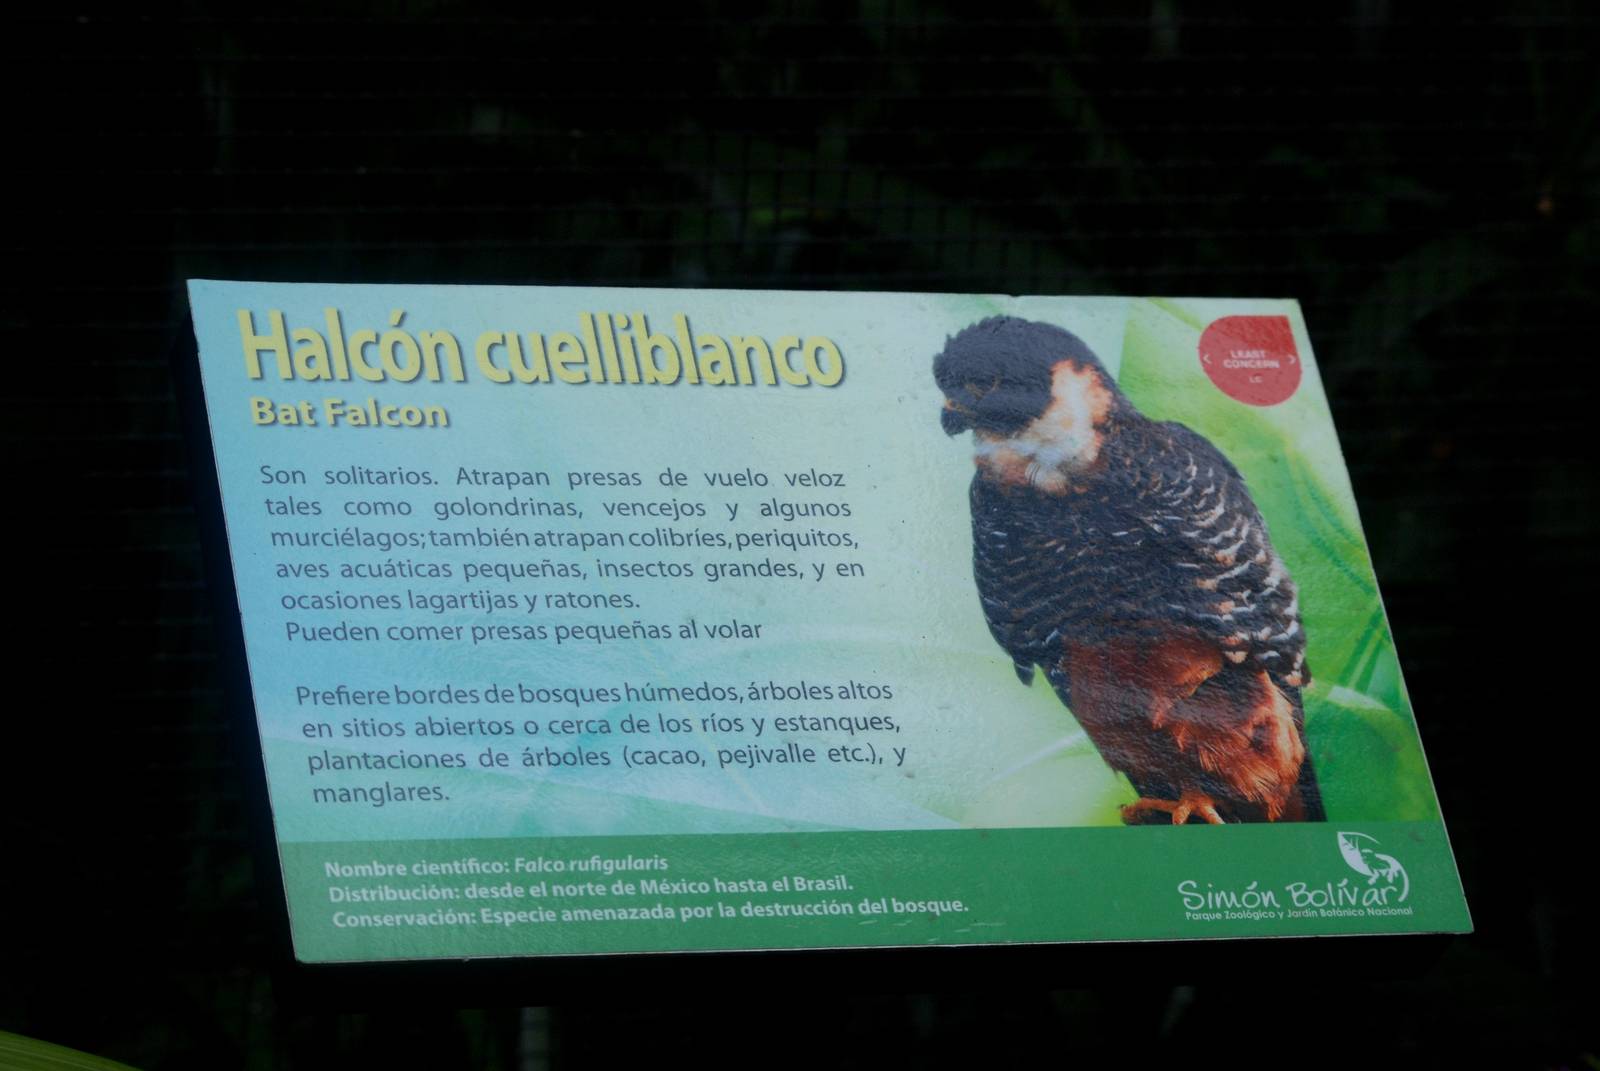 Halcón cuelliblanco
Bat Falcon
LEAST
CONCERN
LC
Son solitarios. Atrapan presas de vuelo veloz
tales como golondrinas, vencejos y algunos
murciélagos; también atrapan colibríes, periquitos,
aves acuáticas pequeñas, insectos grandes, y en
ocasiones lagartijas y ratones.
Pueden comer presas pequeñas al volar
Prefiere bordes de bosques húmedos, árboles altos
en sitios abiertos o cerca de los ríos y estanques,
plantaciones de árboles (cacao, pejivalle etc.), y
manglares.
Nombre científico: Falco rufigularis
Distribución: desde el norte de México hasta el Brasil.
Conservación: Especie amenazada por la destrucción del bosque.
Simón Bolívar
Parque Zoológico y Jardín Botánico Nacional